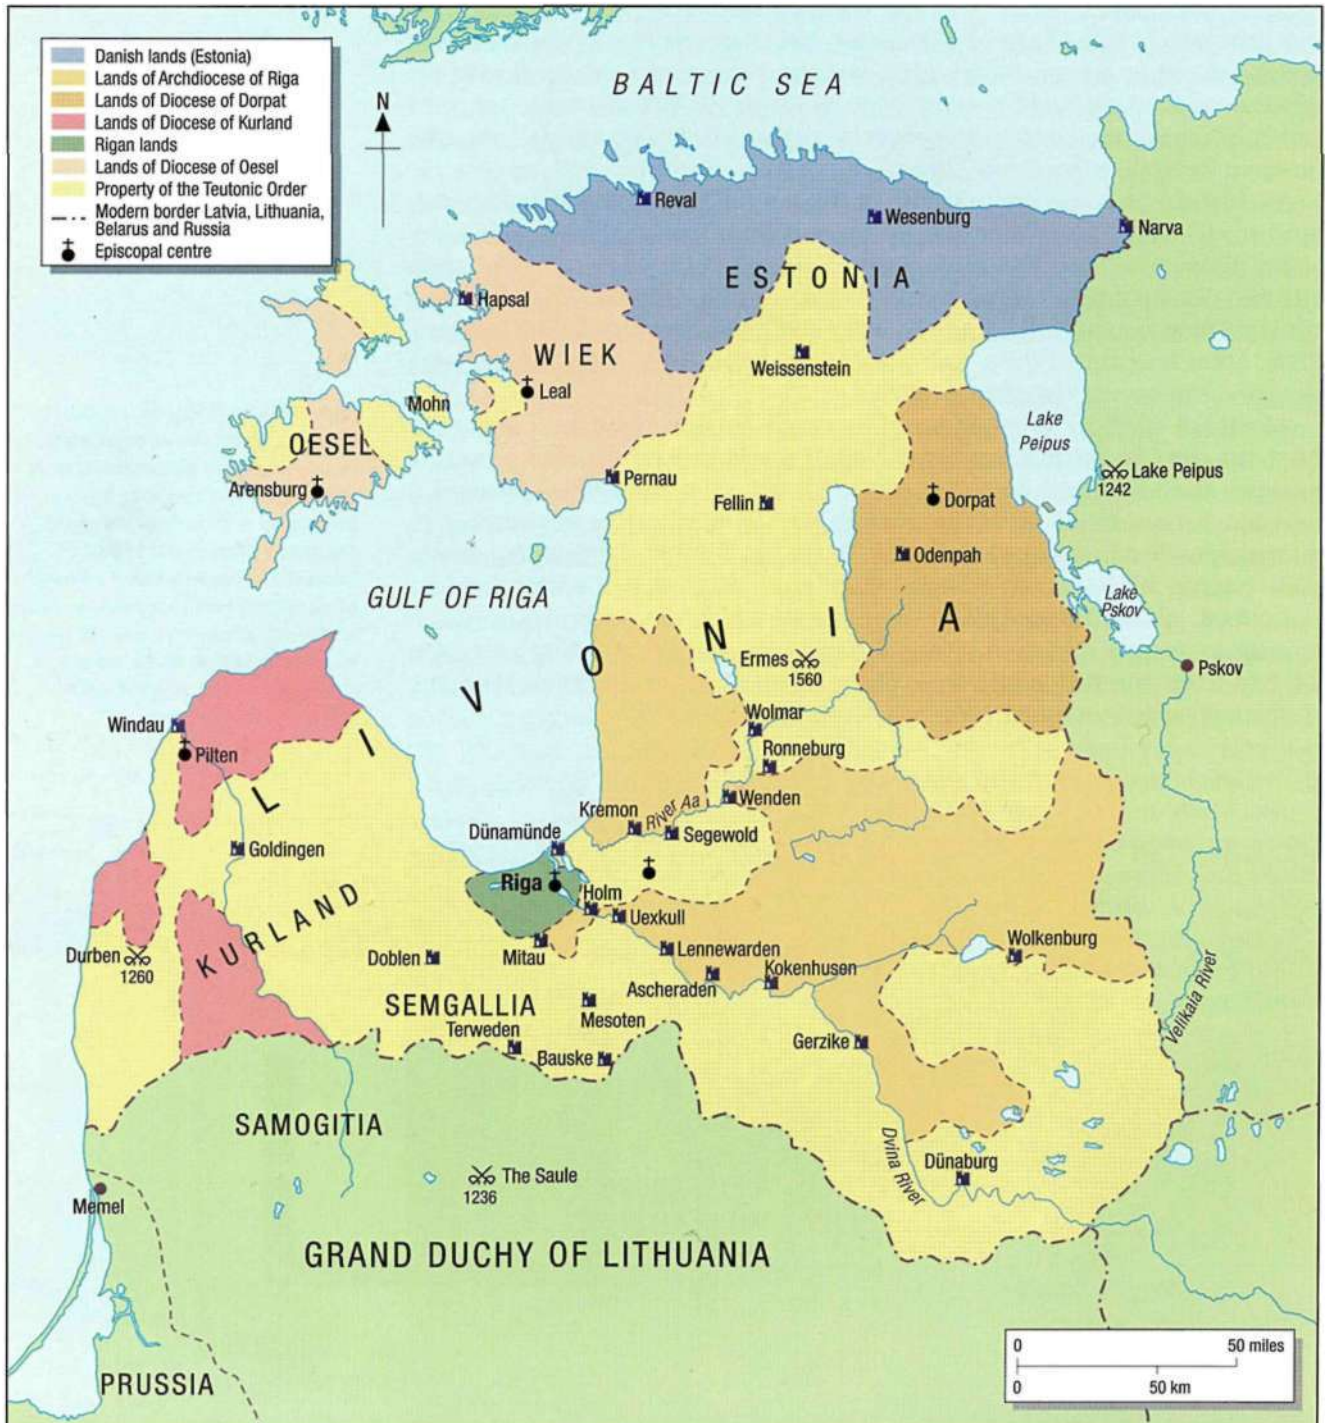 Danish lands (Estonia)
Lands of Archdiocese of Riga
Lands of Diocese of Dorpat
Lands of Diocese of Kurland
Rigan lands
Lands of Diocese of Oesel
Property of the Teutonic Order
Modern border Latvia, Lithuania,
Belarus and Russia
Episcopal centre
N
BALTIC SEA
Reval
Wesenburg
Narva
ESTONIA
Hapsal
WIEK
Weissenstein
Leal
Mohn
Lake
Peipus
OESEL
Arensburg
Pernau
Fellin
Dorpat
Lake Peipus
1242
Odenpah
GULF OF RIGA
Lake
Pskov
LIVONIA
Ermes
1560
Pskov
Windau
Pilten
Wolmar
Ronneburg
Wenden
Kremon
River Aa
Segewold
Dünamünde
Goldingen
Riga
Holm
Uexkull
KURLAND
Durben
1260
Doblen
Mitau
Lennewarden
Wolkenburg
Ascheraden
Kokenhuson
SEMGALLIA
Mesoten
Terweden
Bauske
Gerzike
Velikaia River
SAMOGITIA
Dvina River
Dünaburg
The Saule
1236
Memel
GRAND DUCHY OF LITHUANIA
PRUSSIA
0 50 miles
0 50 km